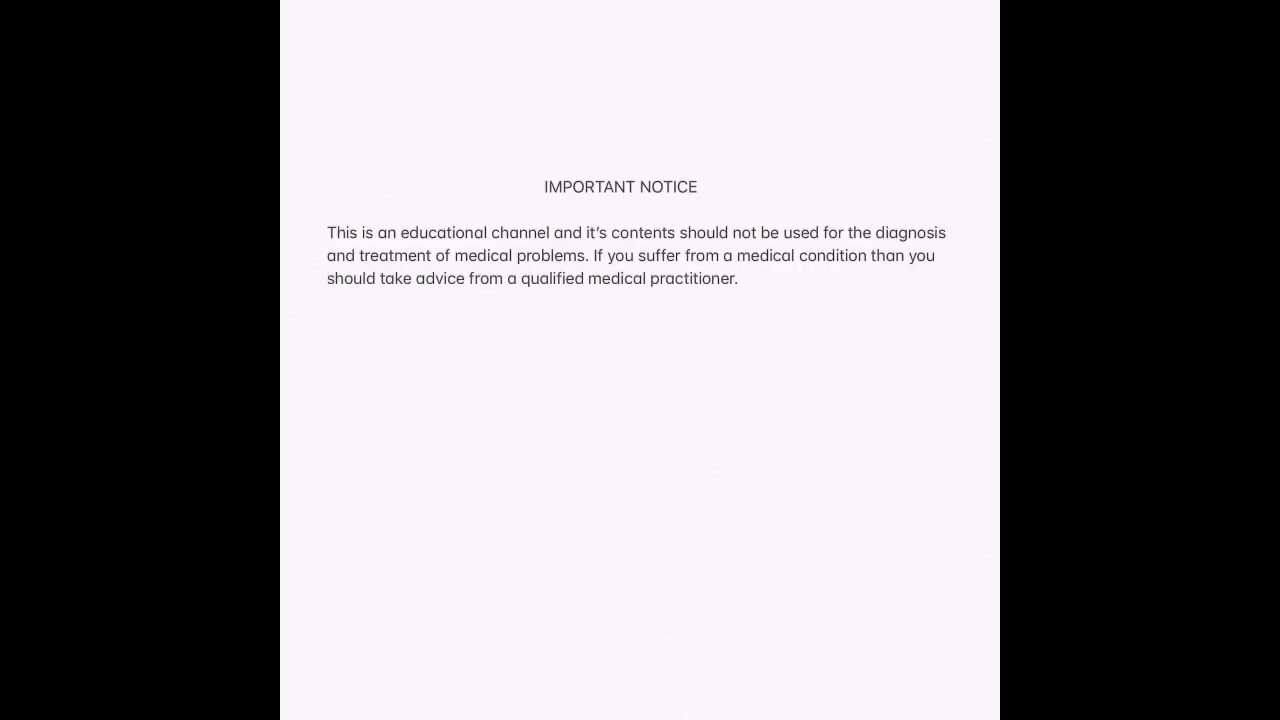 IMPORTANT NOTICE
This is an educational channel and it’s contents should not be used for the diagnosis
and treatment of medical problems. If you suffer from a medical condition than you
should take advice from a qualified medical practitioner.